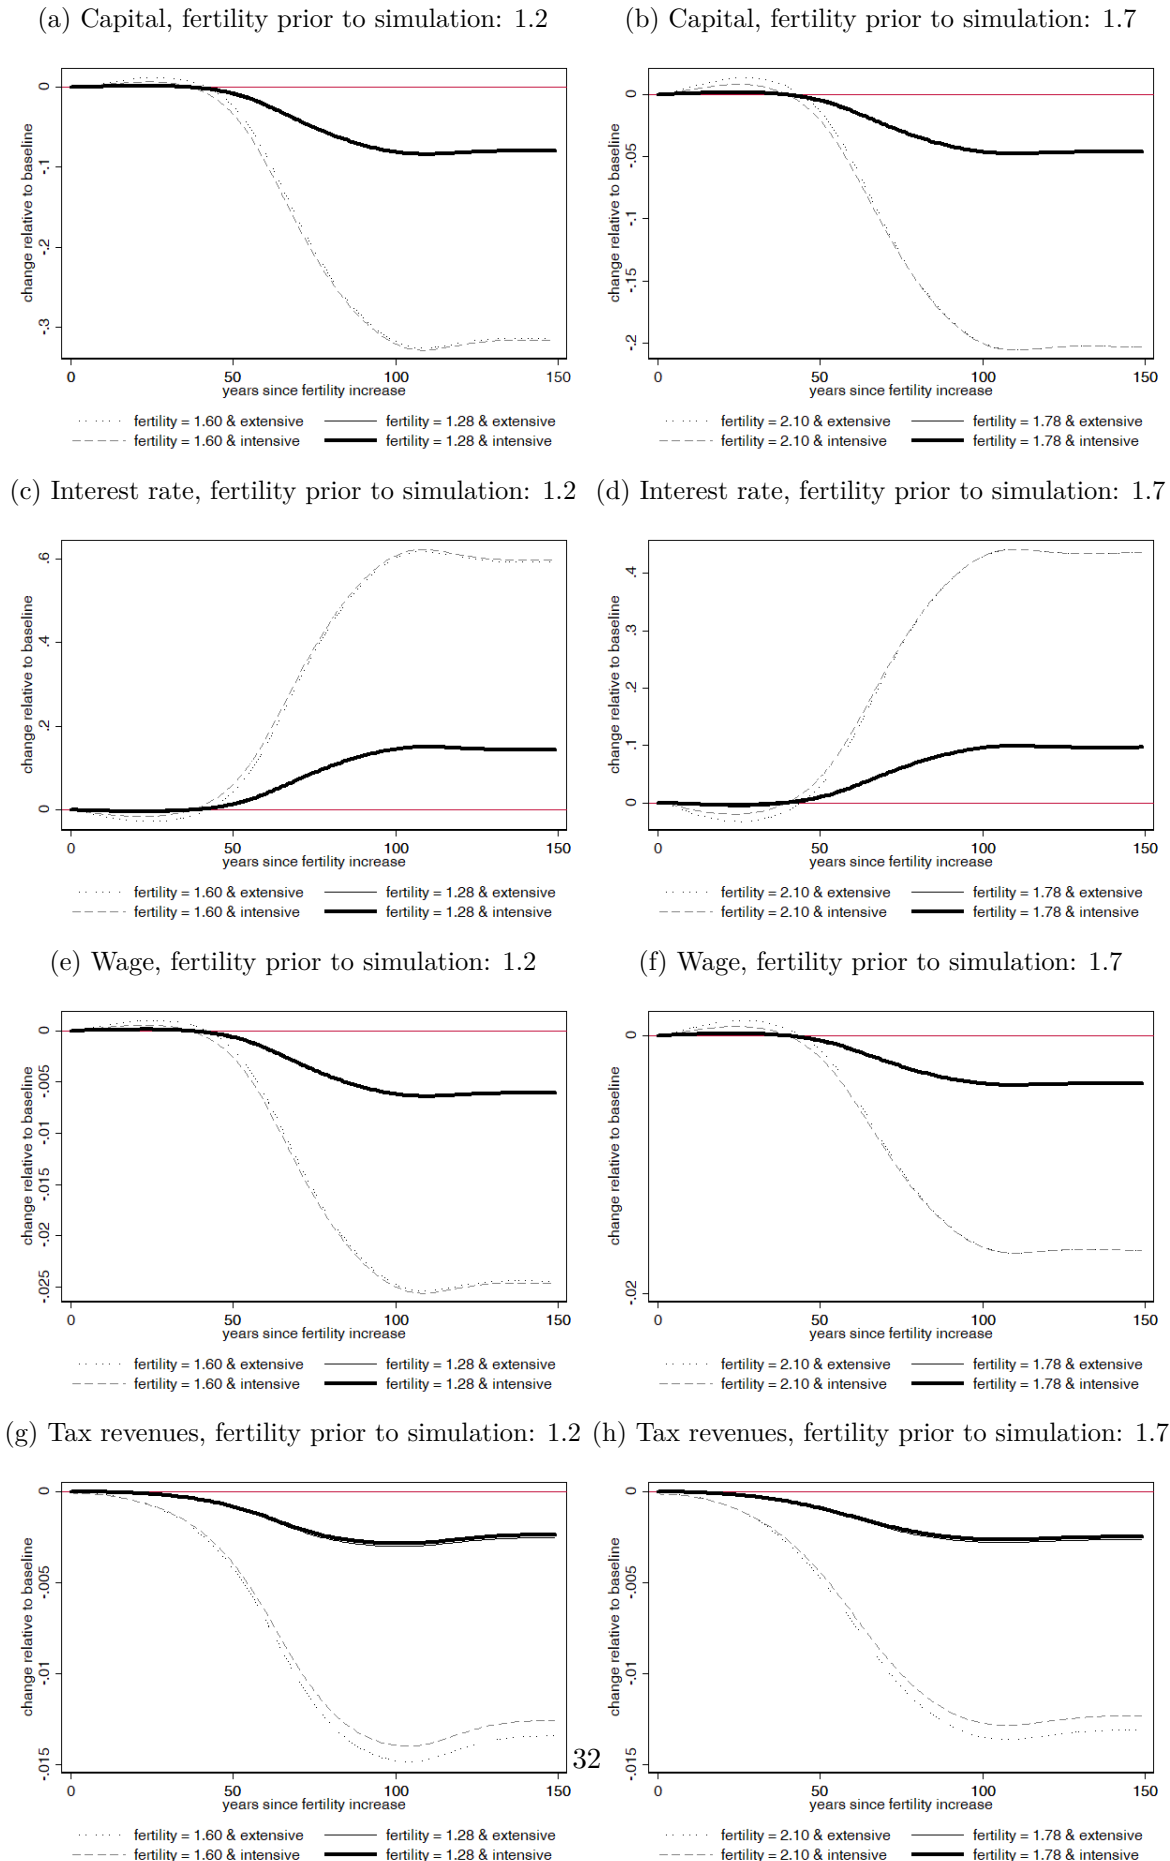 (a) Capital, fertility prior to simulation: 1.2
(b) Capital, fertility prior to simulation: 1.7
change relative to baseline
0
-.1
-.2
-.3
0 50 100 150
years since fertility increase
fertility = 1.60 & extensive fertility = 1.28 & extensive
fertility = 1.60 & intensive fertility = 1.28 & intensive
change relative to baseline
0
-.05
-.1
-.15
-.2
0 50 100 150
years since fertility increase
fertility = 2.10 & extensive fertility = 1.78 & extensive
fertility = 2.10 & intensive fertility = 1.78 & intensive
(c) Interest rate, fertility prior to simulation: 1.2
(d) Interest rate, fertility prior to simulation: 1.7
change relative to baseline
.6
.4
.2
0
0 50 100 150
years since fertility increase
fertility = 1.60 & extensive fertility = 1.28 & extensive
fertility = 1.60 & intensive fertility = 1.28 & intensive
change relative to baseline
.4
.3
.2
.1
0
0 50 100 150
years since fertility increase
fertility = 2.10 & extensive fertility = 1.78 & extensive
fertility = 2.10 & intensive fertility = 1.78 & intensive
(e) Wage, fertility prior to simulation: 1.2
(f) Wage, fertility prior to simulation: 1.7
change relative to baseline
0
-.005
-.01
-.015
-.02
-.025
0 50 100 150
years since fertility increase
fertility = 1.60 & extensive fertility = 1.28 & extensive
fertility = 1.60 & intensive fertility = 1.28 & intensive
change relative to baseline
0
-.02
0 50 100 150
years since fertility increase
fertility = 2.10 & extensive fertility = 1.78 & extensive
fertility = 2.10 & intensive fertility = 1.78 & intensive
(g) Tax revenues, fertility prior to simulation: 1.2
(h) Tax revenues, fertility prior to simulation: 1.7
change relative to baseline
0
-.005
-.01
-.015
0 50 100 150
years since fertility increase
fertility = 1.60 & extensive fertility = 1.28 & extensive
fertility = 1.60 & intensive fertility = 1.28 & intensive
change relative to baseline
0
-.005
-.01
-.015
0 50 100 150
years since fertility increase
fertility = 2.10 & extensive fertility = 1.78 & extensive
fertility = 2.10 & intensive fertility = 1.78 & intensive
32